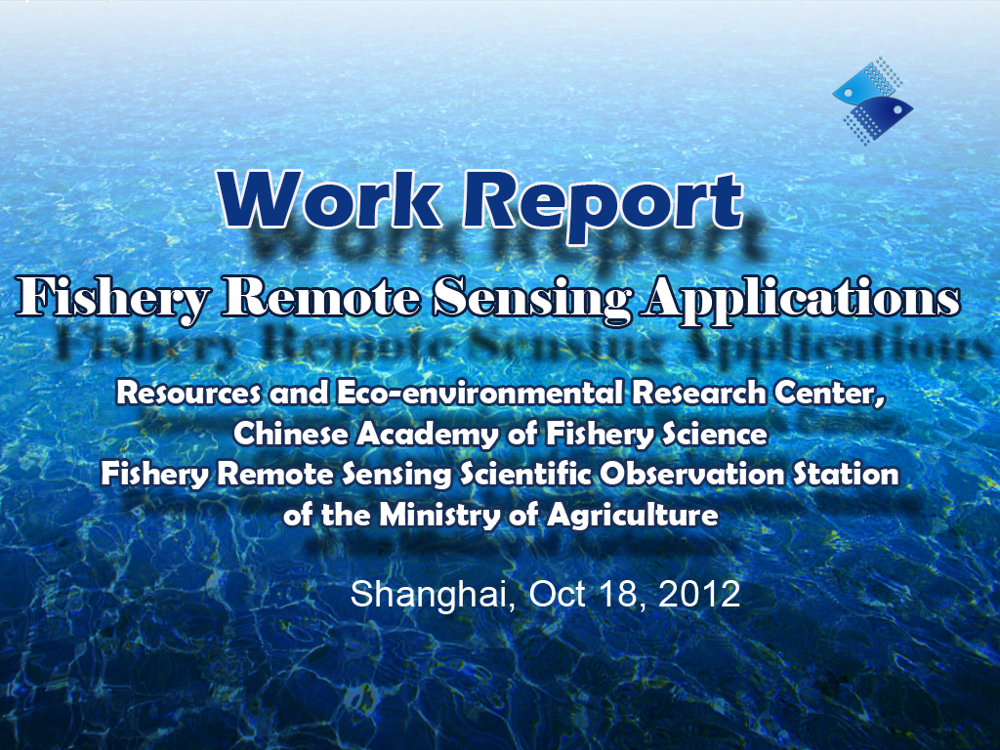 Work Report
Fishery Remote Sensing Applications
Resources and Eco-environmental Research Center,
Chinese Academy of Fishery Science
Fishery Remote Sensing Scientific Observation Station
of the Ministry of Agriculture
Shanghai, Oct 18, 2012